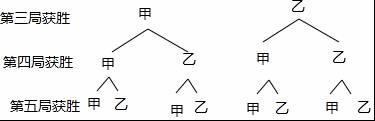 第三局获胜 甲 乙
第四局获胜 甲 乙 甲 乙
第五局获胜 甲 乙 甲 乙 甲 乙 甲 乙